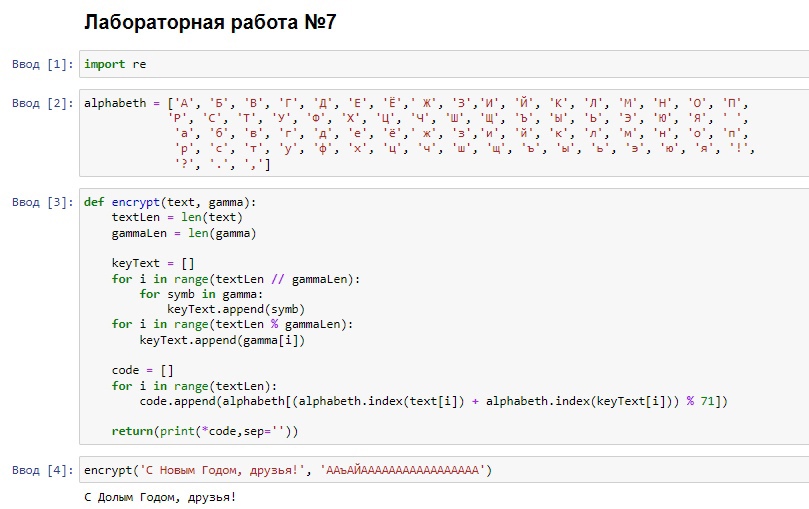 Лабораторная работа №7
Ввод [1]: import re
Ввод [2]: alphabeth = ['А', 'Б', 'В', 'Г', 'Д', 'Е', 'Ё',' Ж', 'З','И', 'Й', 'К', 'Л', 'М', 'Н', 'О', 'П',
'Р', 'С', 'Т', 'У', 'Ф', 'Х', 'Ц', 'Ч', 'Ш', 'Щ', 'Ъ', 'Ы', 'Ь', 'Э', 'Ю', 'Я', ' ',
'а', 'б', 'в', 'г', 'д', 'е', 'ё',' ж', 'з','и', 'й', 'к', 'л', 'м', 'н', 'о', 'п',
'р', 'с', 'т', 'у', 'ф', 'х', 'ц', 'ч', 'ш', 'щ', 'ъ', 'ы', 'ь', 'э', 'ю', 'я', '!',
'?', '.', ',']
Ввод [3]: def encrypt(text, gamma):
textLen = len(text)
gammaLen = len(gamma)
keyText = []
for i in range(textLen // gammaLen):
for symb in gamma:
keyText.append(symb)
for i in range(textLen % gammaLen):
keyText.append(gamma[i])
code = []
for i in range(textLen):
code.append(alphabeth[(alphabeth.index(text[i]) + alphabeth.index(keyText[i])) % 71])
return(print(*code,sep=''))
Ввод [4]: encrypt('С Новым Годом, друзья!', 'ААъАЙААААААААААААААААА')
С Долым Годом, друзья!